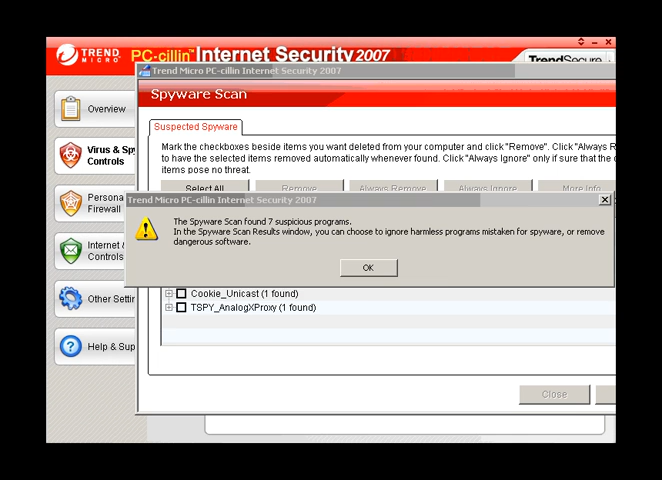 TREND MICRO PC-cillin™ Internet Security 2007
TrendSecure
Trend Micro PC-cillin Internet Security 2007
Spyware Scan
Overview
Virus & Spy
Controls
Persona
Firewall
Internet &
Controls
Other Settin
Help & Sup
Suspected Spyware
Mark the checkboxes beside items you want deleted from your computer and click "Remove". Click "Always R
to have the selected items removed automatically whenever found. Click "Always Ignore" only if sure that the
items pose no threat.
Select All Remove Always Remove Always Ignore More Info
Trend Micro PC-cillin Internet Security 2007
The Spyware Scan found 7 suspicious programs.
In the Spyware Scan Results window, you can choose to ignore harmless programs mistaken for spyware, or remove
dangerous software.
OK
Cookie_Unicast (1 found)
TSPY_AnalogXProxy (1 found)
Close